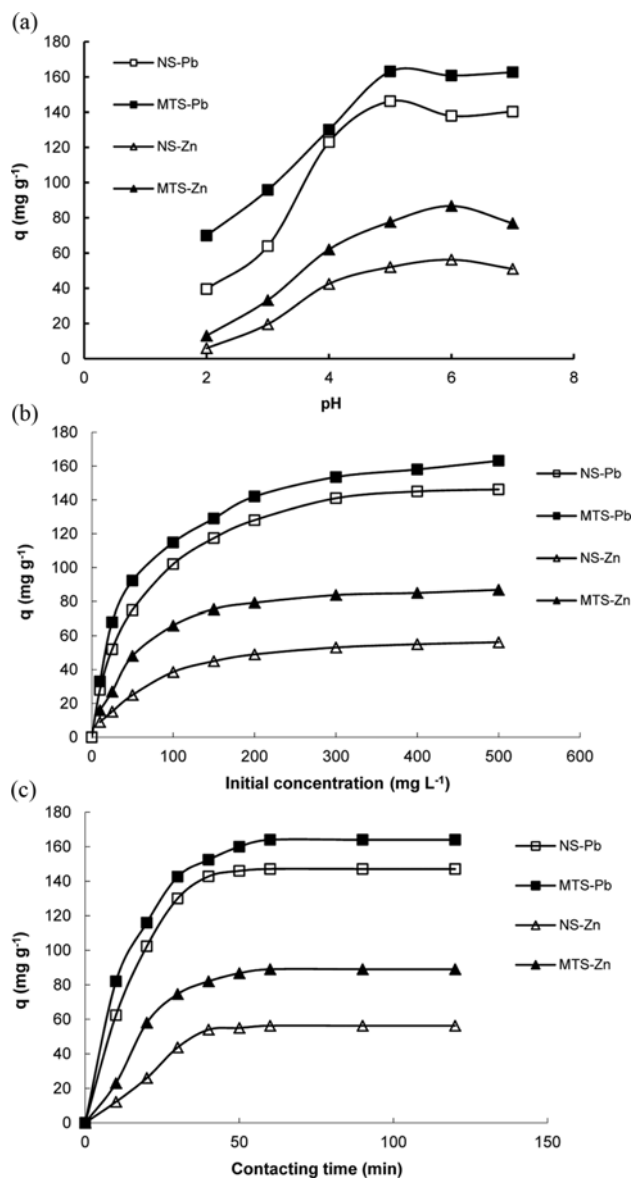 (a)
NS-Pb
MTS-Pb
NS-Zn
MTS-Zn
q (mg g-1)
180
160
140
120
100
80
60
40
20
0
0 2 4 6 8
pH
(b)
q (mg g-1)
180
160
140
120
100
80
60
40
20
0
NS-Pb
MTS-Pb
NS-Zn
MTS-Zn
0 100 200 300 400 500 600
Initial concentration (mg L-1)
(c)
q (mg g-1)
180
160
140
120
100
80
60
40
20
0
NS-Pb
MTS-Pb
NS-Zn
MTS-Zn
0 50 100 150
Contacting time (min)